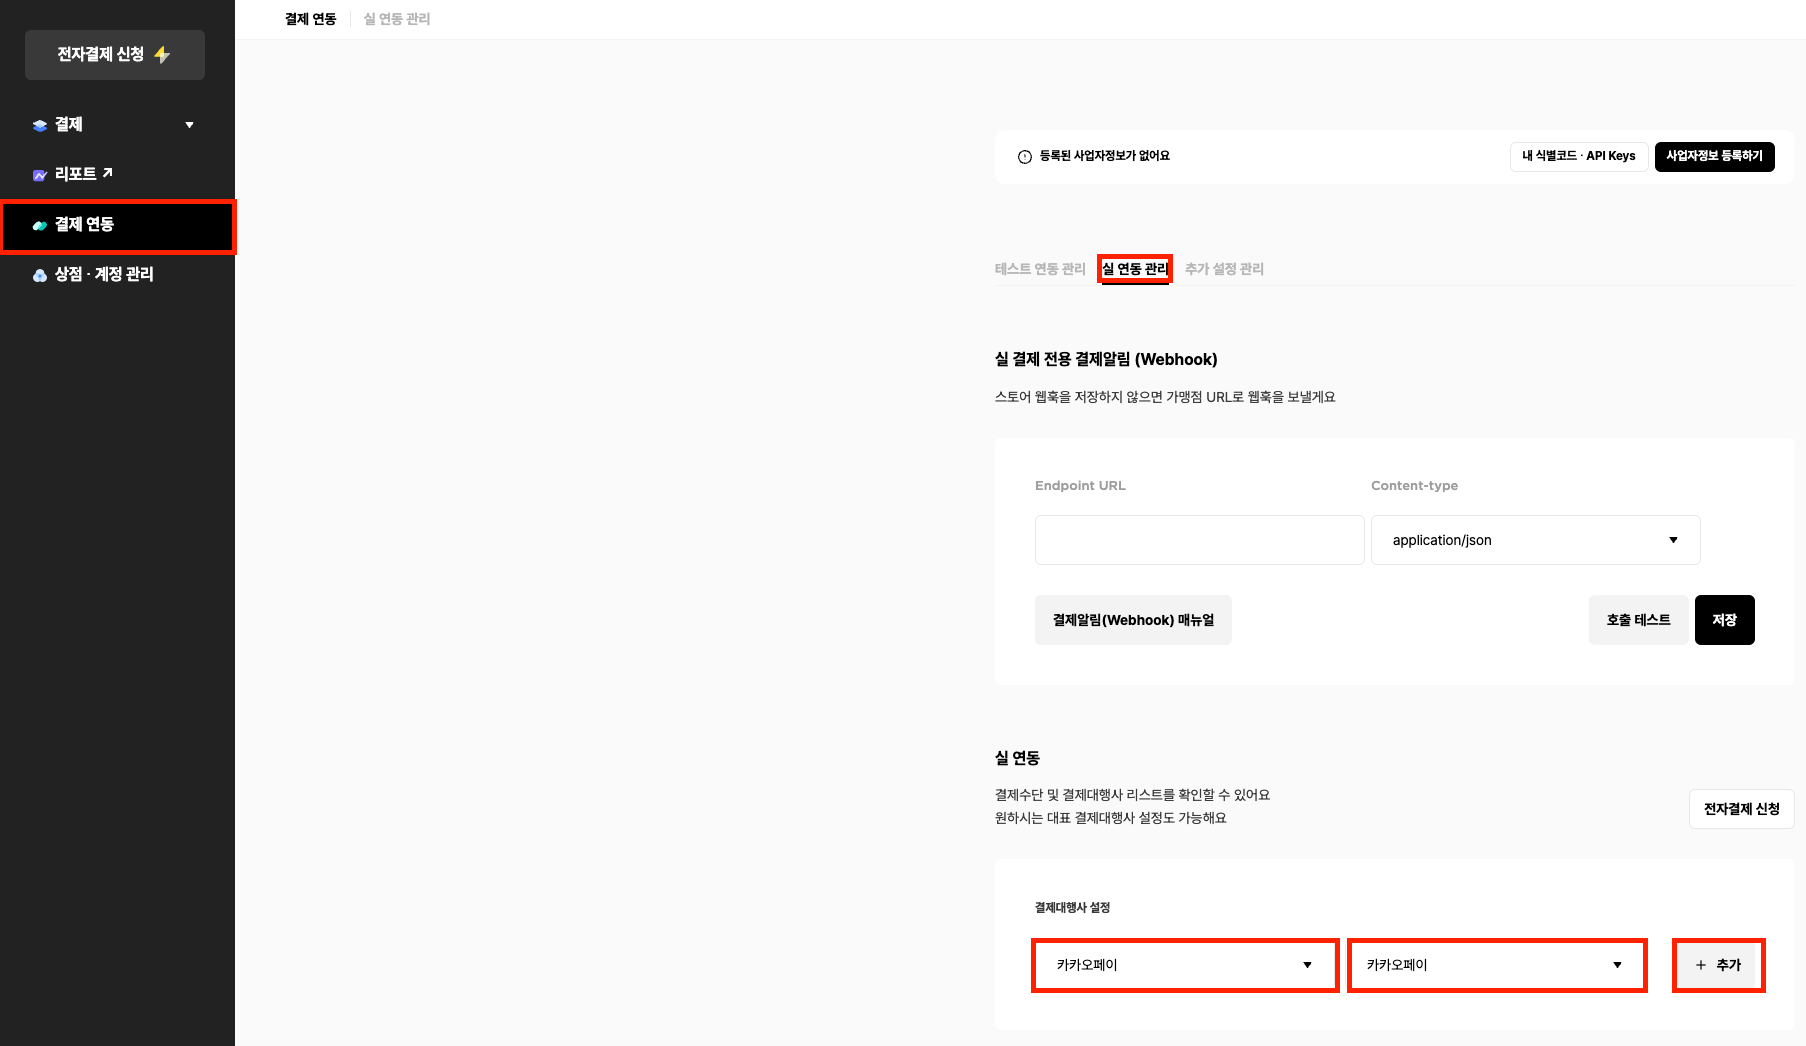 전자결제 신청
결제
리포트
결제 연동
상점 · 계정 관리
결제 연동
실 연동 관리
등록된 사업자정보가 없어요
내 식별코드 · API Keys
사업자정보 등록하기
테스트 연동 관리
실 연동 관리
추가 설정 관리
실 결제 전용 결제알림 (Webhook)
스토어 웹훅을 저장하지 않으면 가맹점 URL로 웹훅을 보낼게요
Endpoint URL
Content-type
application/json
결제알림(Webhook) 매뉴얼
호출 테스트
저장
실 연동
결제수단 및 결제대행사 리스트를 확인할 수 있어요
원하시는 대표 결제대행사 설정도 가능해요
전자결제 신청
결제대행사 설정
카카오페이
카카오페이
+ 추가